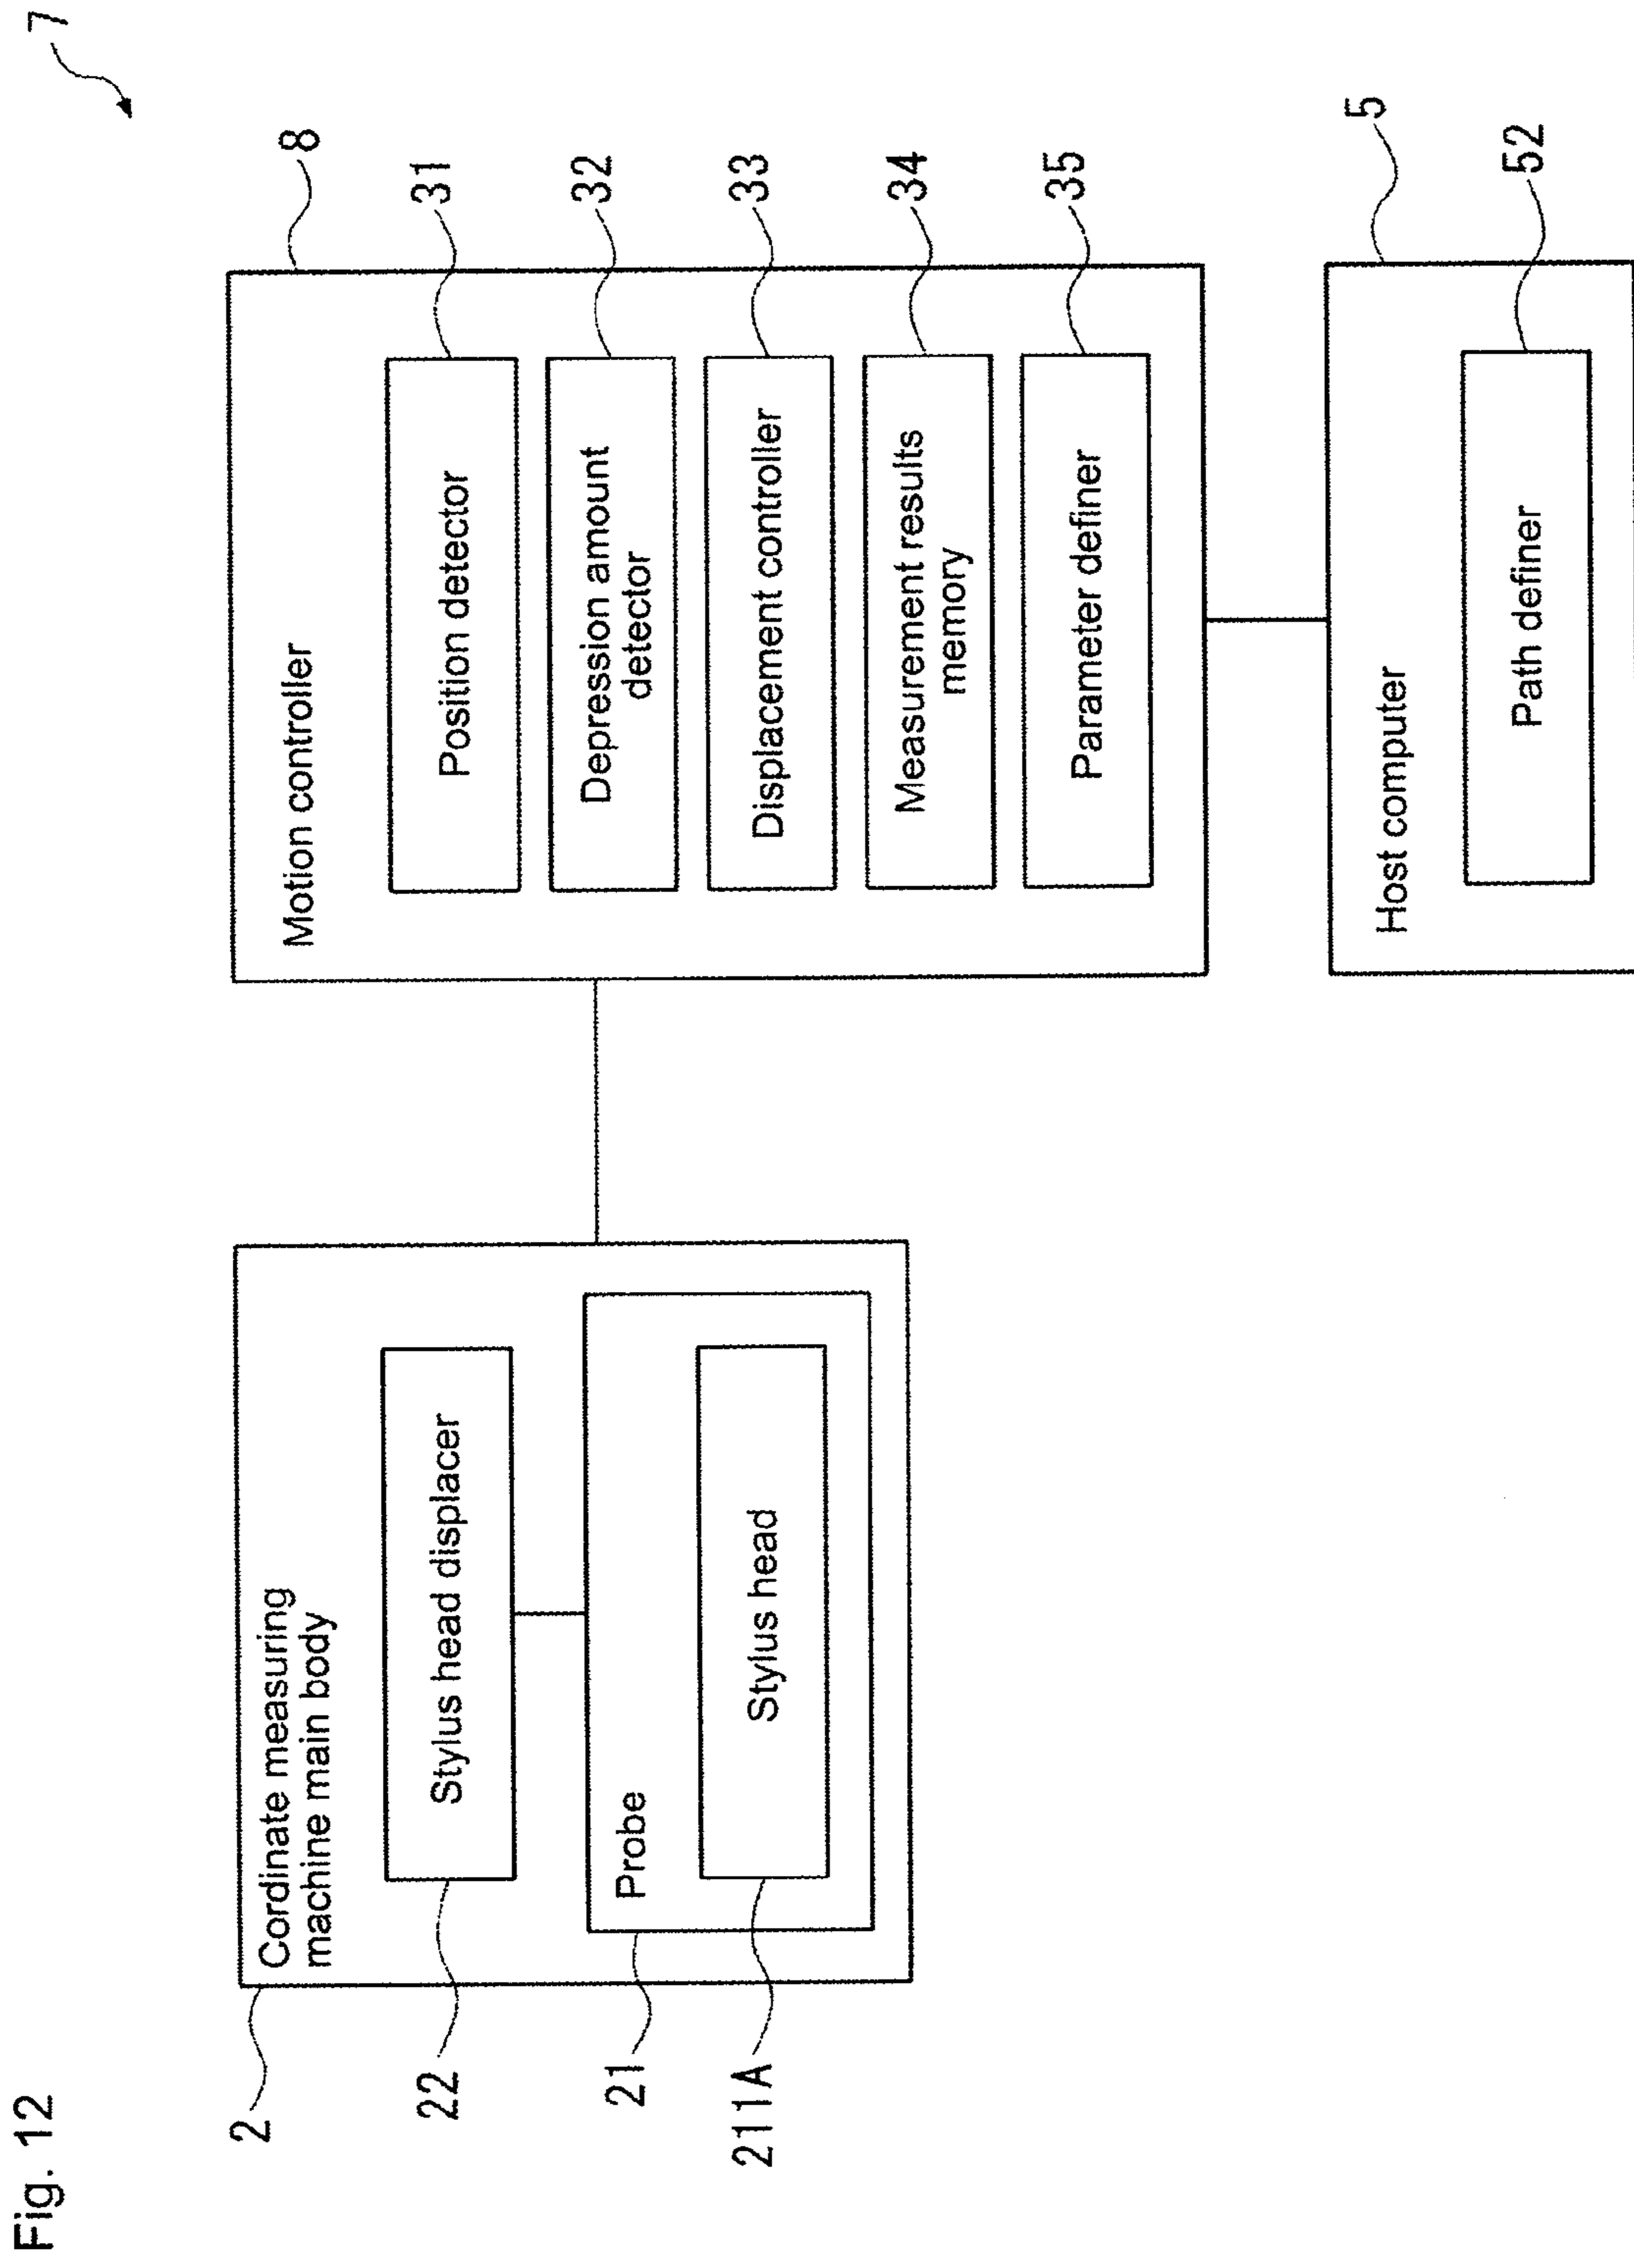 Fig. 12
7
2
Cordinate measuring
machine main body
22
Stylus head displacer
21
Probe
211A
Stylus head
8
Motion controller
31
Position detector
32
Depression amount
detector
33
Displacement controller
34
Measurement results
memory
35
Parameter definer
5
Host computer
52
Path definer